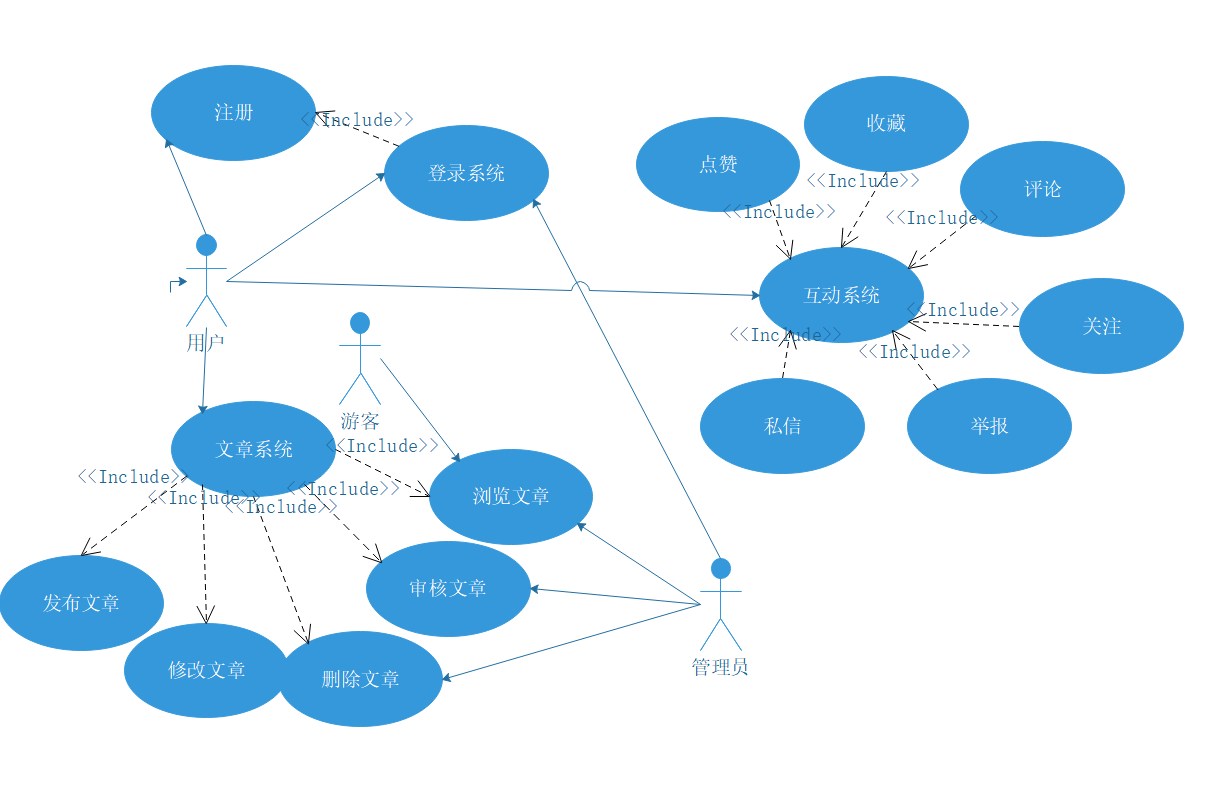 收藏
注册
<<Include>>
点赞
登录系统
<<Include>>
评论
<<Include>>
<<Include>>
互动系统
<<Include>>
关注
<<Include>>
用户
<<Include>>
游客
私信
举报
<<Include>>
文章系统
<<Include>>
<<Include>>
<<Include>>
<<Include>>
浏览文章
审核文章
发布文章
管理员
修改文章
删除文章